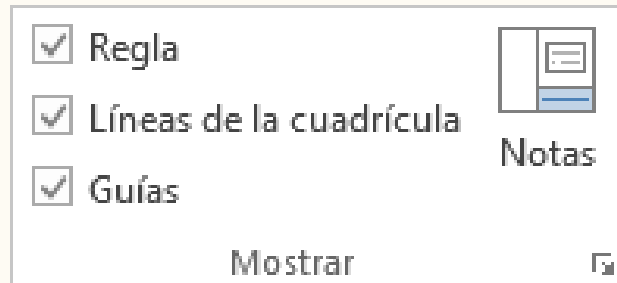 Regla
Líneas de la cuadrícula
Guías
Notas
Mostrar